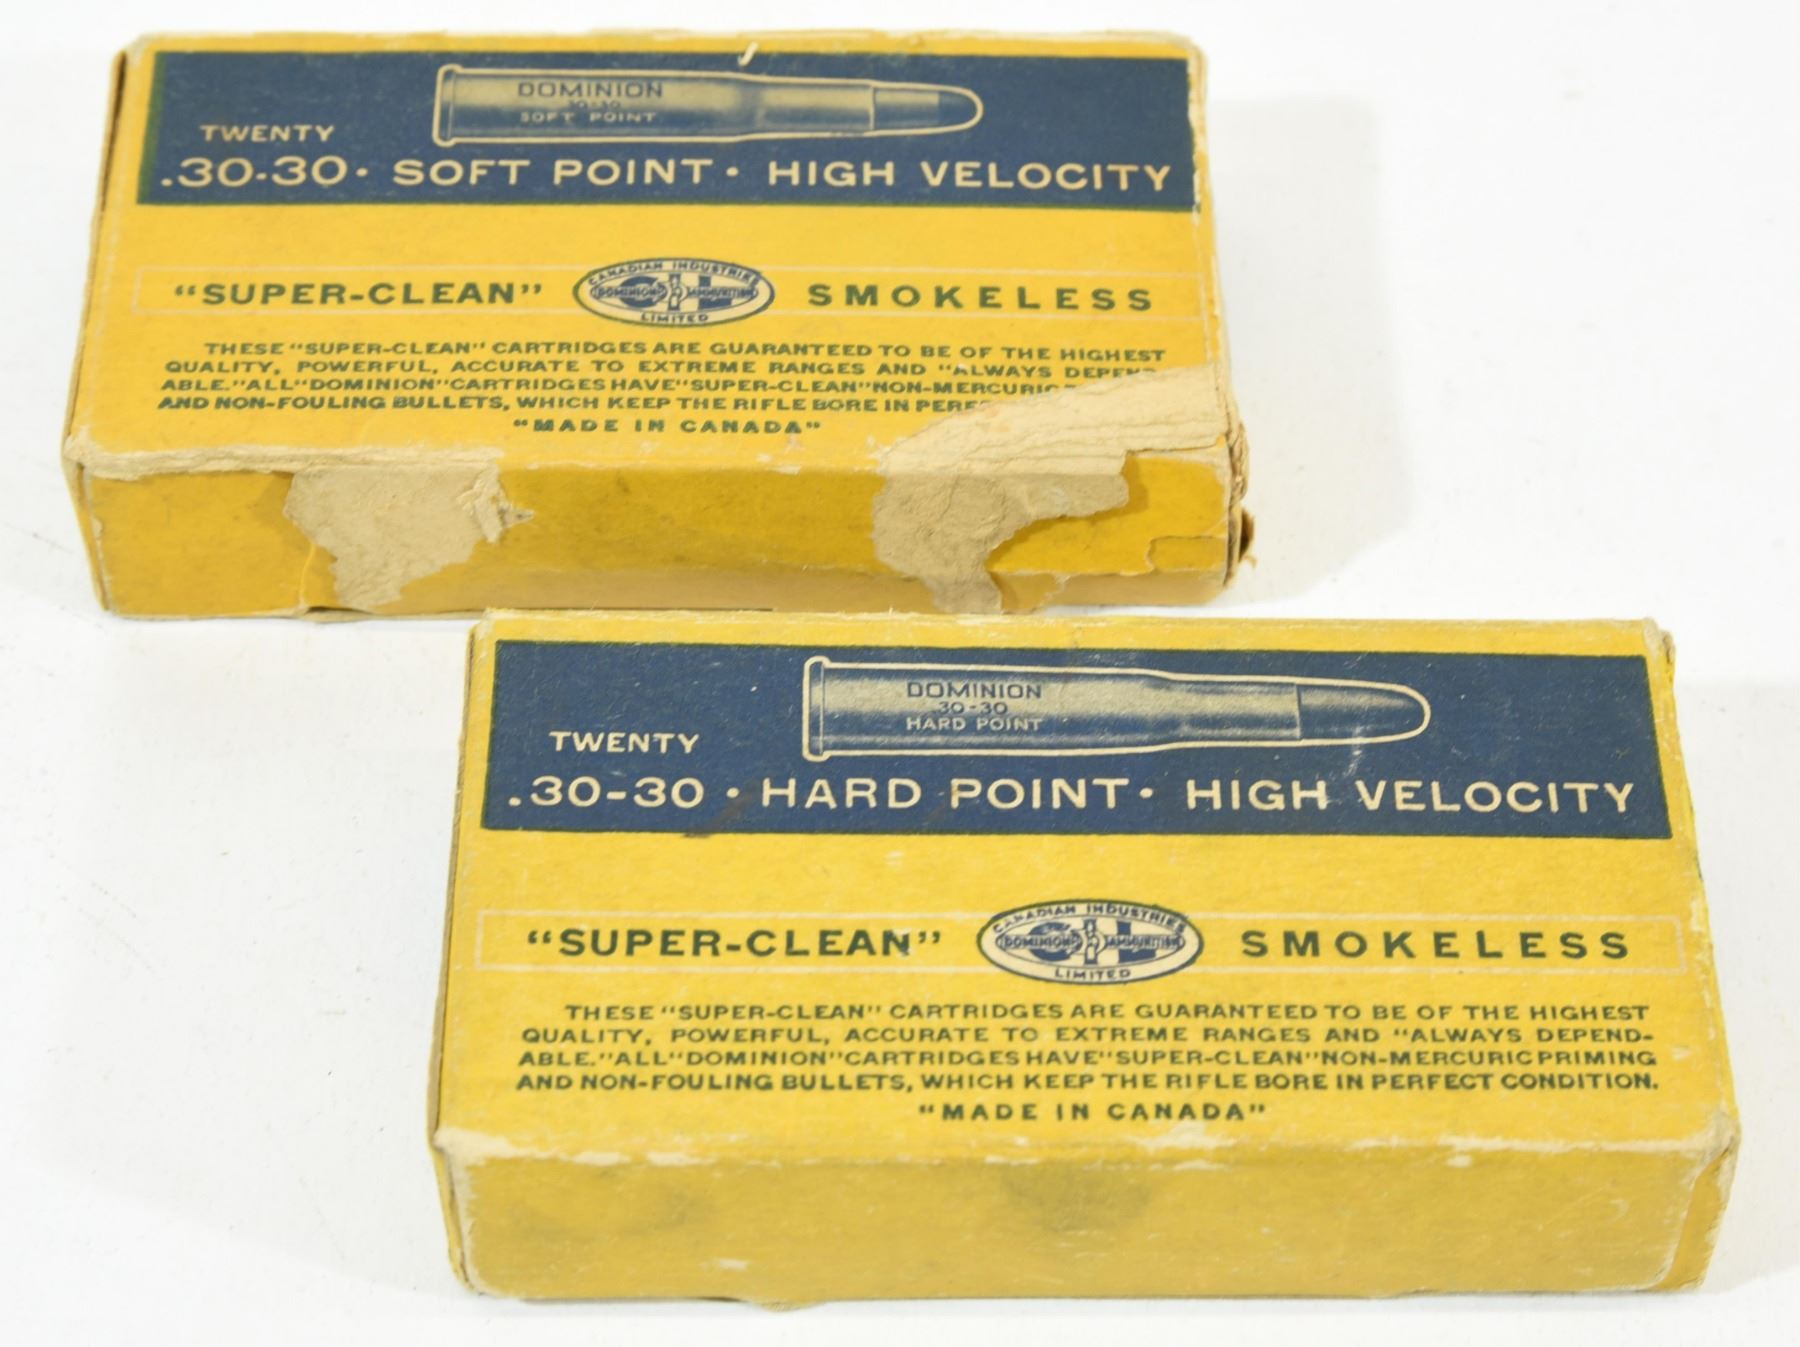 DOMINION
30-30
SOFT POINT
TWENTY
.30-30 · SOFT POINT · HIGH VELOCITY
"SUPER-CLEAN" SMOKELESS
CANADIAN INDUSTRIES
CIL
DOMINION AMMUNITION
LIMITED
THESE "SUPER-CLEAN" CARTRIDGES ARE GUARANTEED TO BE OF THE HIGHEST
QUALITY, POWERFUL, ACCURATE TO EXTREME RANGES AND "ALWAYS DEPEND-
ABLE." ALL "DOMINION" CARTRIDGES HAVE "SUPER-CLEAN" NON-MERCURIC
AND NON-FOULING BULLETS, WHICH KEEP THE RIFLE BORE IN
"MADE IN CANADA"
DOMINION
30-30
HARD POINT
TWENTY
.30-30 · HARD POINT · HIGH VELOCITY
"SUPER-CLEAN" SMOKELESS
CANADIAN INDUSTRIES
CIL
DOMINION AMMUNITION
LIMITED
THESE "SUPER-CLEAN" CARTRIDGES ARE GUARANTEED TO BE OF THE HIGHEST
QUALITY, POWERFUL, ACCURATE TO EXTREME RANGES AND "ALWAYS DEPEND-
ABLE." ALL "DOMINION" CARTRIDGES HAVE "SUPER-CLEAN" NON-MERCURIC PRIMING
AND NON-FOULING BULLETS, WHICH KEEP THE RIFLE BORE IN PERFECT CONDITION.
"MADE IN CANADA"